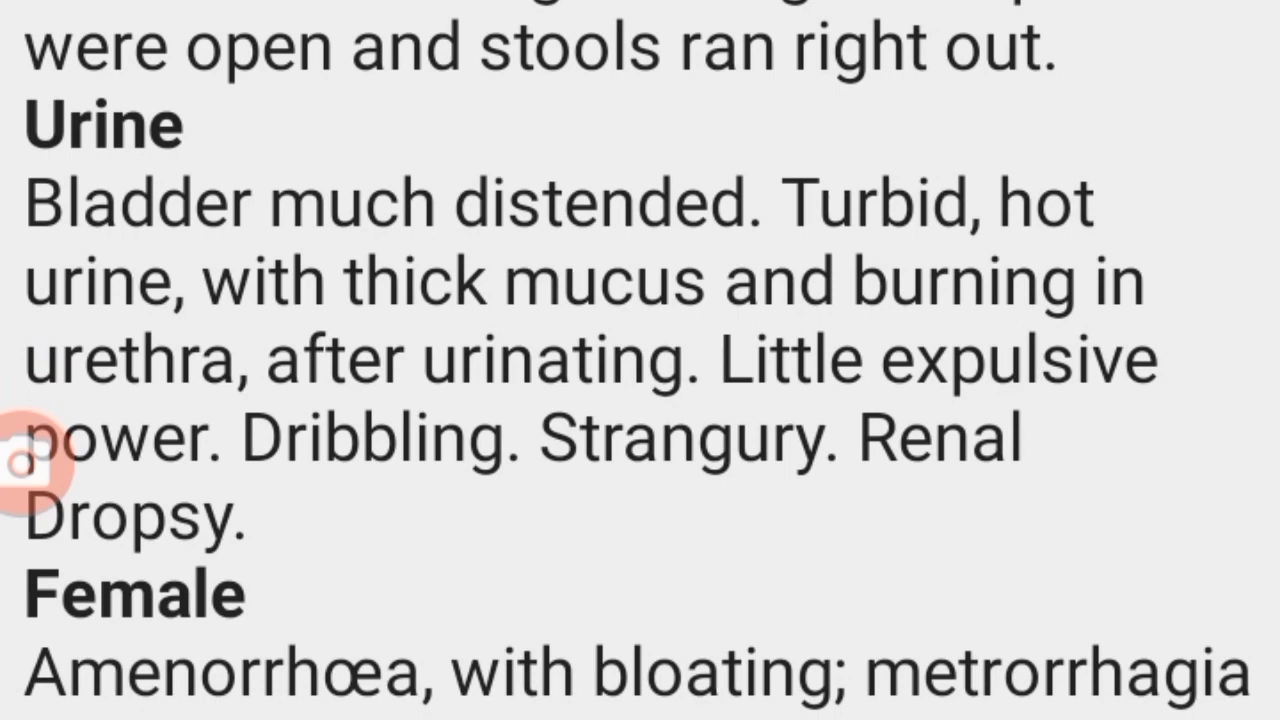 were open and stools ran right out.
Urine
Bladder much distended. Turbid, hot
urine, with thick mucus and burning in
urethra, after urinating. Little expulsive
power. Dribbling. Strangury. Renal
Dropsy.
Female
Amenorrhœa, with bloating; metrorrhagia